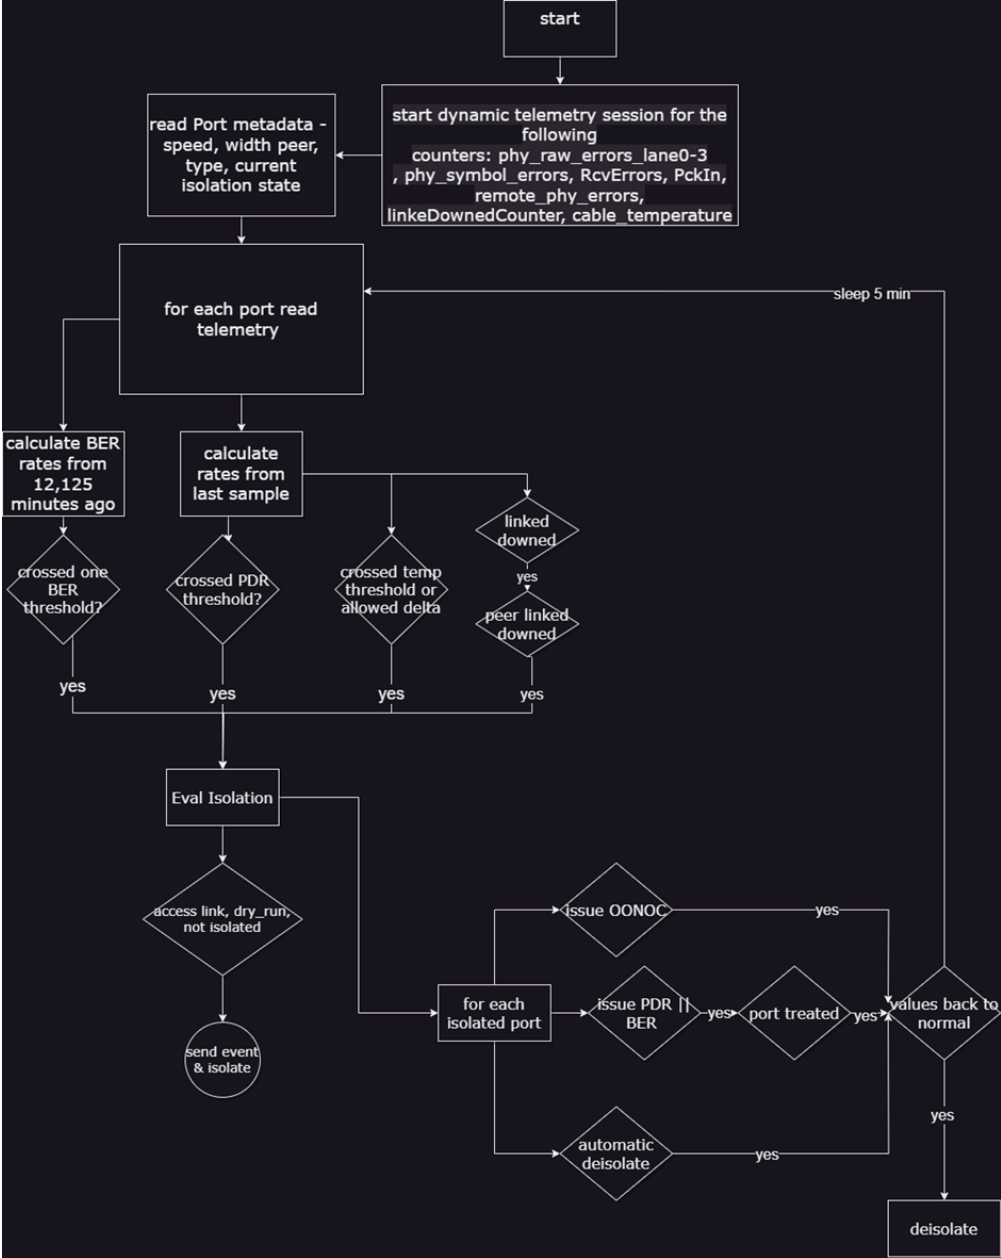 start
start dynamic telemetry session for the
following
counters: phy_raw_errors_lane0-3
, phy_symbol_errors, RcvErrors, PckIn,
remote_phy_errors,
linkeDownedCounter, cable_temperature
read Port metadata -
speed, width peer,
type, current
isolation state
for each port read
telemetry
sleep 5 min
calculate BER
rates from
12,125
minutes ago
calculate
rates from
last sample
linked
downed
yes
peer linked
downed
crossed one
BER
threshold?
crossed PDR
threshold?
crossed temp
threshold or
allowed delta
yes
yes
yes
yes
Eval Isolation
access link, dry_run,
not isolated
send event
& isolate
for each
isolated port
issue OONOC
yes
issue PDR ||
BER
yes
port treated
yes
values back to
normal
automatic
deisolate
yes
yes
deisolate